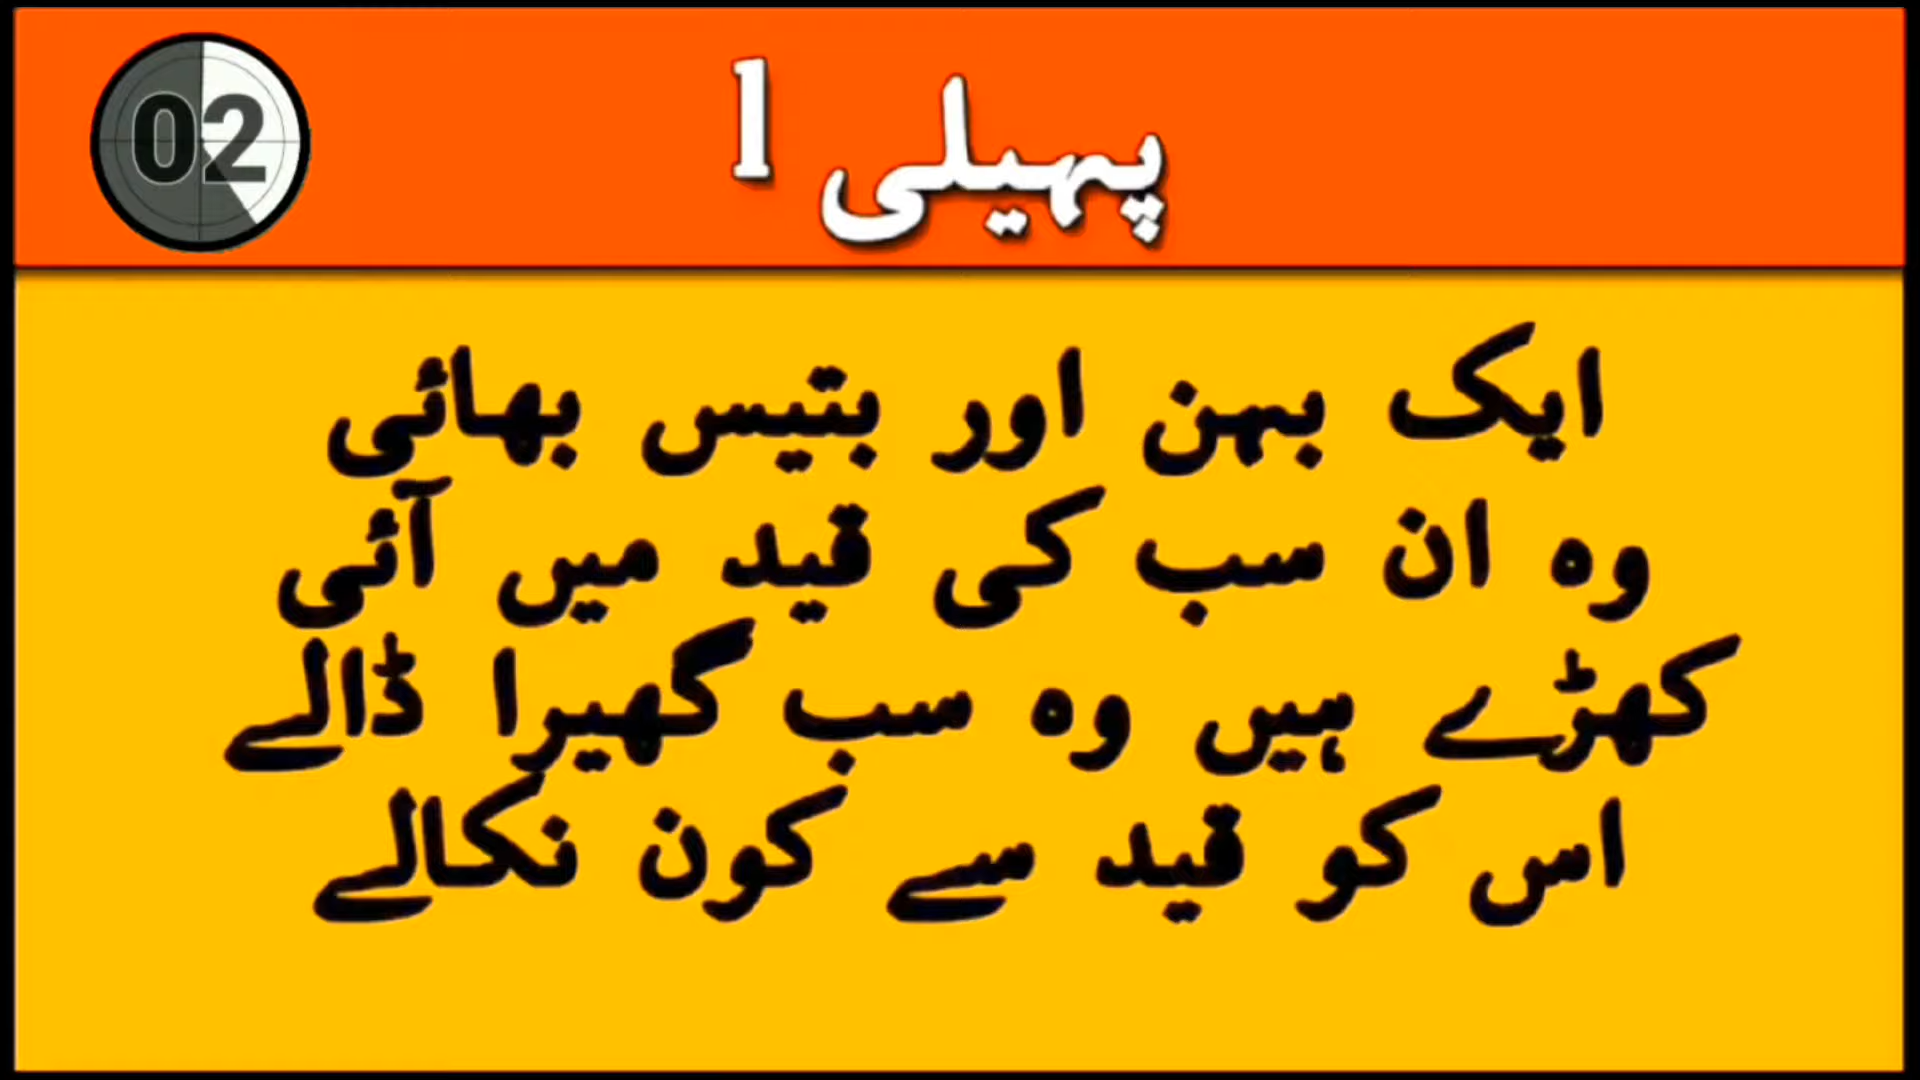 02
پہیلی 1
ایک بہن اور بتیس بھائی
وہ ان سب کی قید میں آئی
کھڑے ہیں وہ سب گھیرا ڈالے
اس کو قید سے کون نکالے